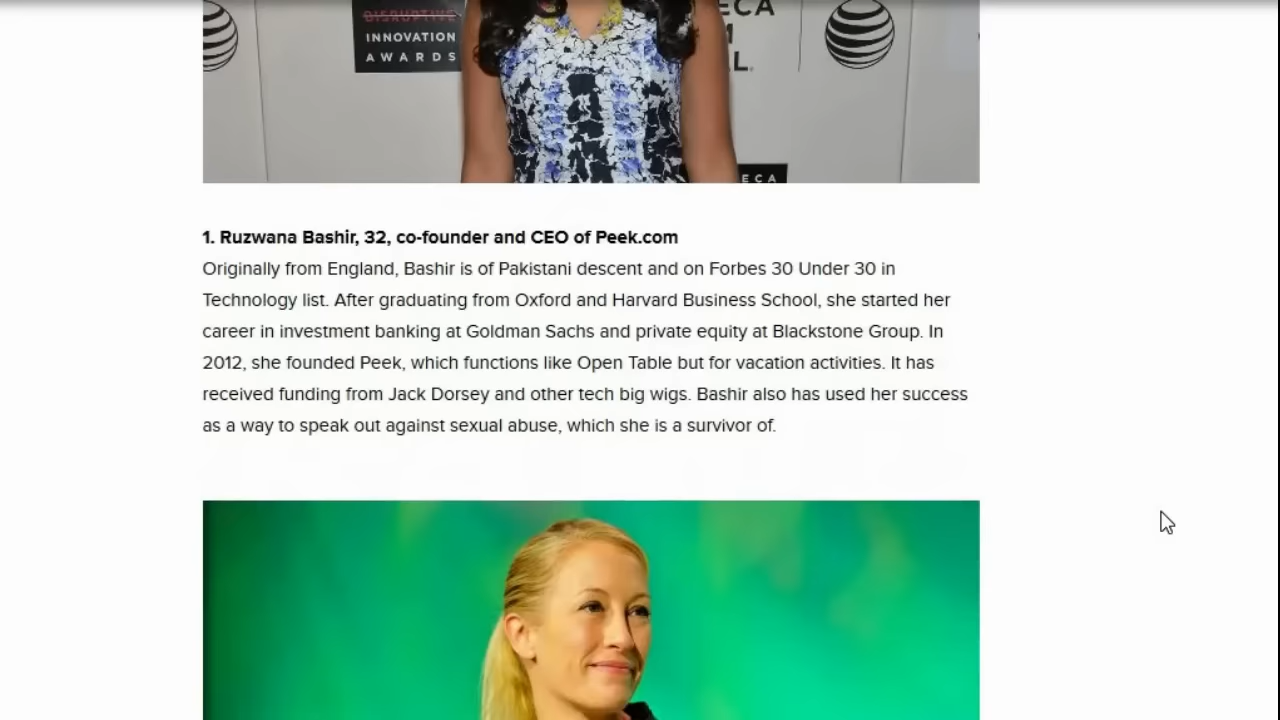 DISRUPTIVE
INNOVATION
AWARDS
ECA
L.
ECA
1. Ruzwana Bashir, 32, co-founder and CEO of Peek.com
Originally from England, Bashir is of Pakistani descent and on Forbes 30 Under 30 in
Technology list. After graduating from Oxford and Harvard Business School, she started her
career in investment banking at Goldman Sachs and private equity at Blackstone Group. In
2012, she founded Peek, which functions like Open Table but for vacation activities. It has
received funding from Jack Dorsey and other tech big wigs. Bashir also has used her success
as a way to speak out against sexual abuse, which she is a survivor of.